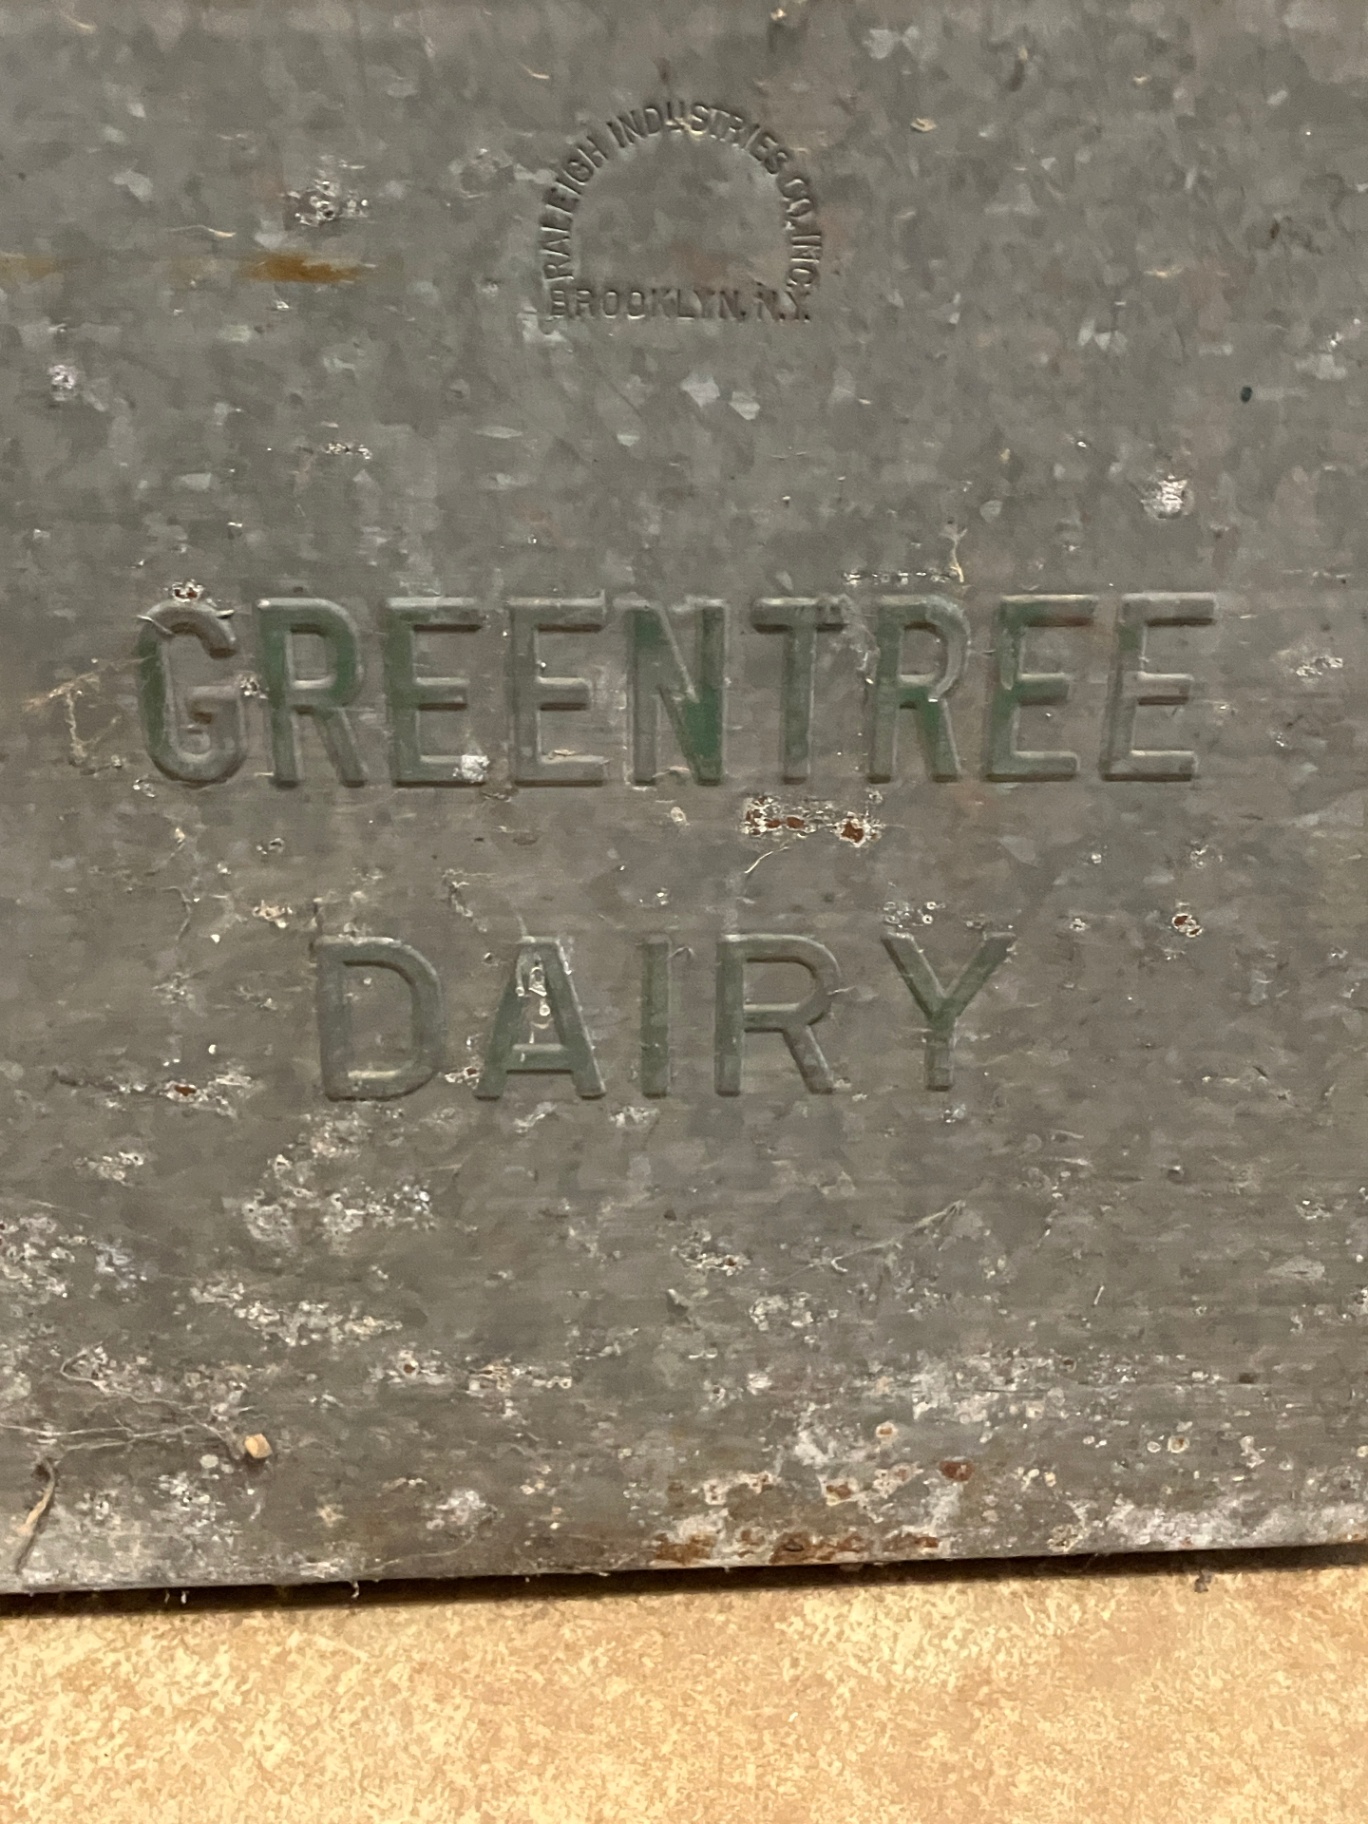 RALEIGH INDUSTRIES CO. INC.
BROOKLYN. N.Y.
GREENTREE
DAIRY